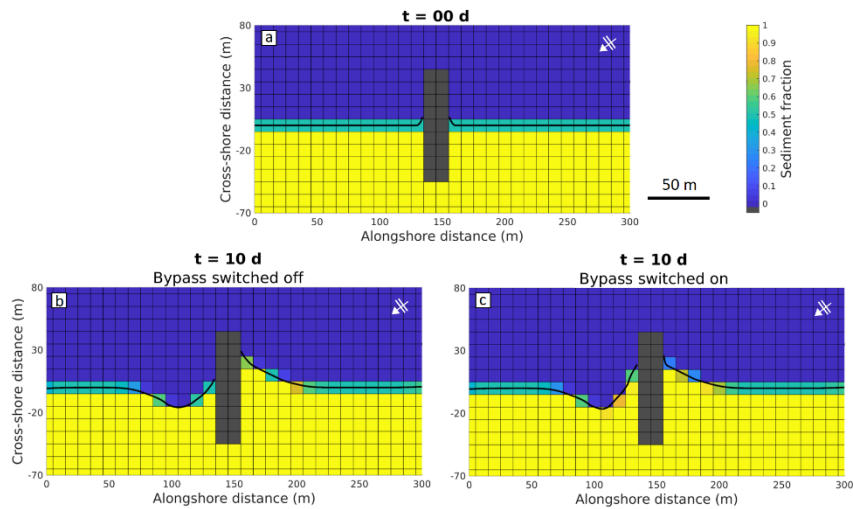 t = 00 d
a
80
30
-20
-70
Cross-shore distance (m)
0 50 100 150 200 250 300
Alongshore distance (m)
50 m
1
0.9
0.8
0.7
0.6
0.5
0.4
0.3
0.2
0.1
0
Sediment fraction
t = 10 d
Bypass switched off
b
80
30
-20
-70
Cross-shore distance (m)
0 50 100 150 200 250 300
Alongshore distance (m)
t = 10 d
Bypass switched on
c
80
30
-20
-70
0 50 100 150 200 250 300
Alongshore distance (m)